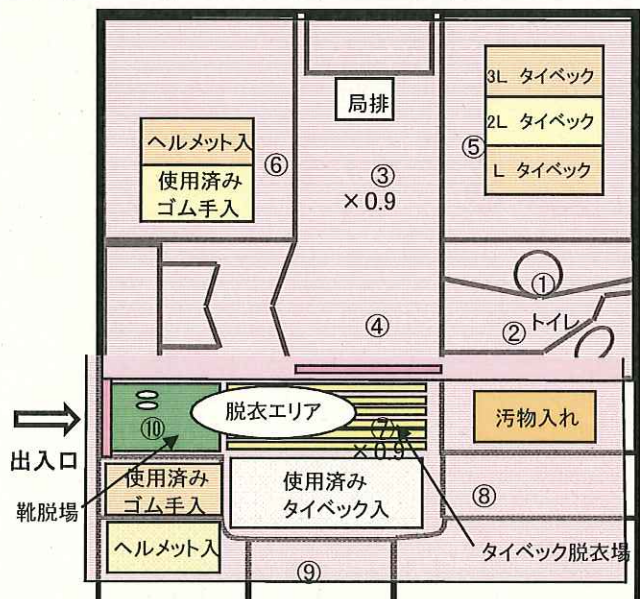 局排
3L タイベック
2L タイベック
L タイベック
⑤
ヘルメット入
使用済み
ゴム手入
⑥
③
×0.9
①
②
トイレ
④
脱衣エリア
⑩
⑦
×0.9
汚物入れ
出入口
靴脱場
使用済み
ゴム手入
使用済み
タイベック入
⑧
ヘルメット入
タイベック脱衣場
⑨